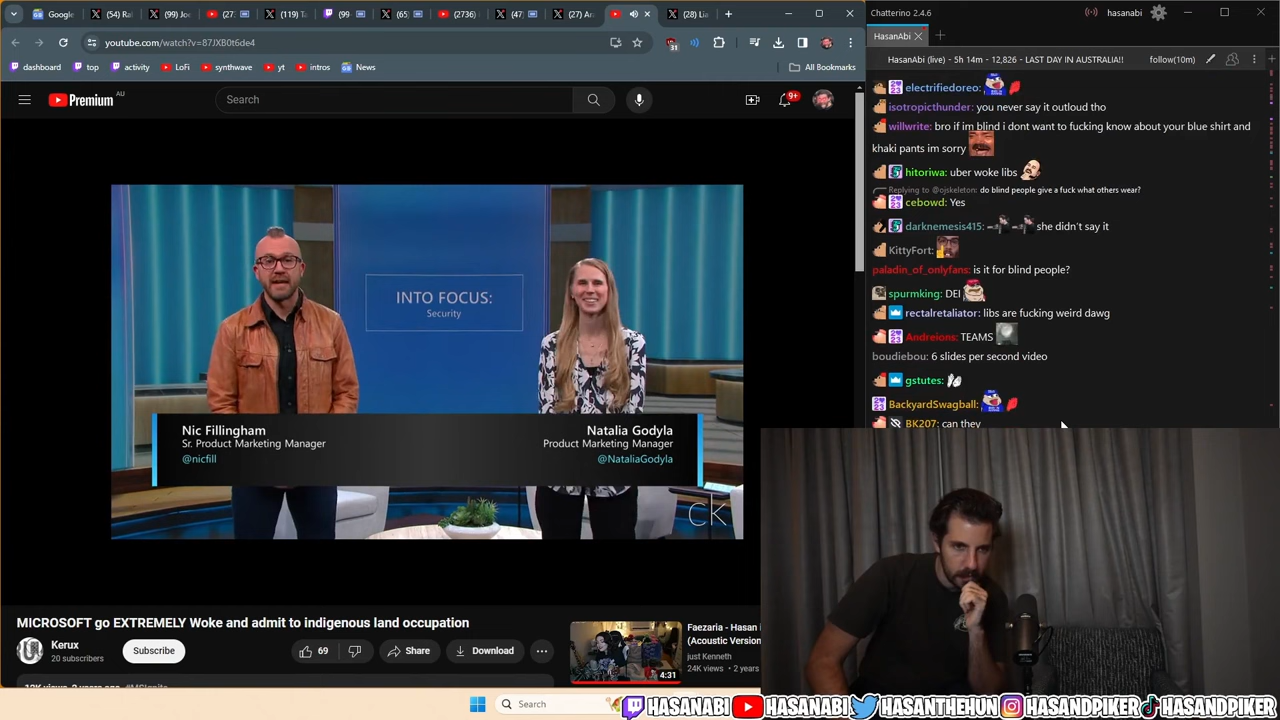 Google
(54) Ral
(99) Joe
(27
(119) Ta
(99
(65
(2736) I
(47
(27) Ar
(28) Lia
youtube.com/watch?v=87JXB0t6de4
31
dashboard
top
activity
LoFi
synthwave
yt
intros
News
All Bookmarks
Premium AU
Search
9+
INTO FOCUS:
Security
Nic Fillingham
Sr. Product Marketing Manager
@nicfill
Natalia Godyla
Product Marketing Manager
@NataliaGodyla
CK
MICROSOFT go EXTREMELY Woke and admit to indigenous land occupation
Kerux
20 subscribers
Subscribe
69
Share
Download
Faezaria - Hasan i
(Acoustic Version
just Kenneth
24K views • 2 years
4:31
Search
Chatterino 2.4.6
hasanabi
HasanAbi
HasanAbi (live) - 5h 14m - 12,826 - LAST DAY IN AUSTRALIA!!
follow(10m)
electrifiedoreo:
isotropicthunder: you never say it outloud tho
willwrite: bro if im blind i dont want to fucking know about your blue shirt and
khaki pants im sorry
hitoriwa: uber woke libs
Replying to @ojskeleton: do blind people give a fuck what others wear?
cebowd: Yes
darknemesis415: she didn't say it
KittyFort:
paladin_of_onlyfans: is it for blind people?
spurmking: DEI
rectalretaliator: libs are fucking weird dawg
Andreions: TEAMS
boudiebou: 6 slides per second video
gstutes:
BackyardSwagball:
BK207: can they
HASANABI
HASANABI
HASANTHEHUN
HASANDPIKER
HASANDPIKER